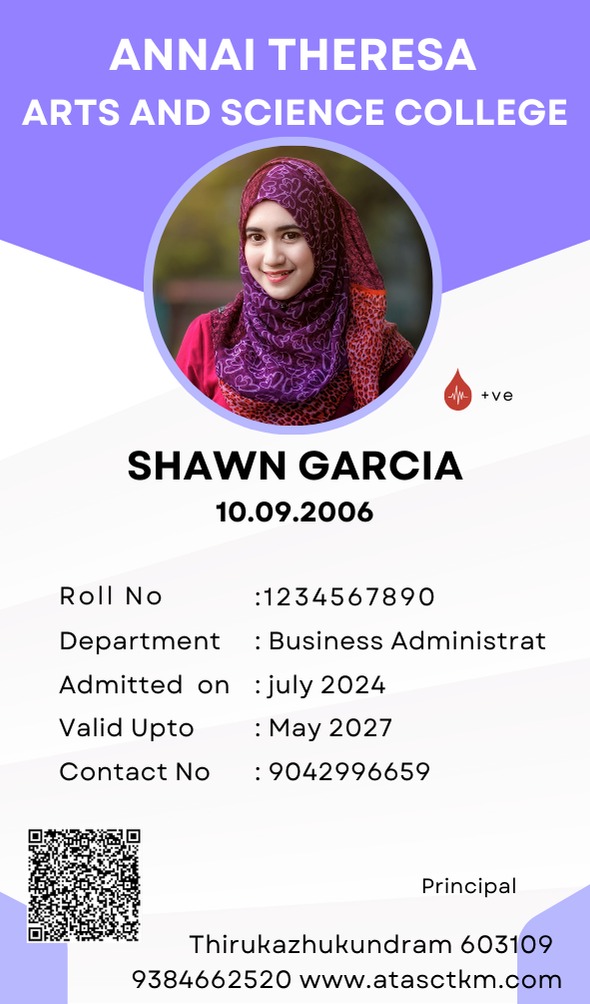 ANNAI THERESA
ARTS AND SCIENCE COLLEGE
+ve
SHAWN GARCIA
10.09.2006
Roll No :1234567890
Department : Business Administrat
Admitted on : july 2024
Valid Upto : May 2027
Contact No : 9042996659
Principal
Thirukazhukundram 603109
9384662520 www.atasctkm.com